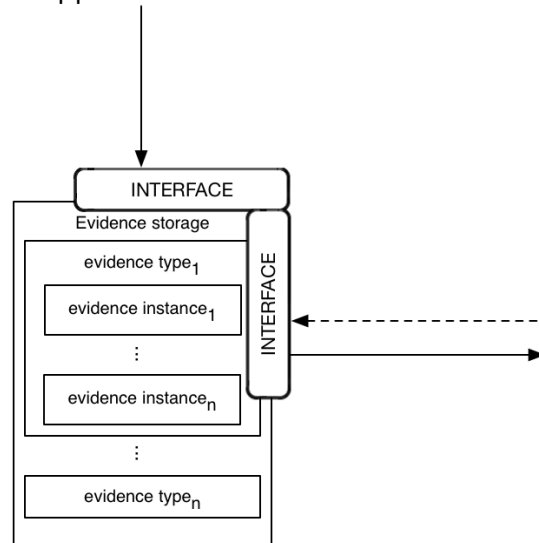 INTERFACE
Evidence storage
evidence type1
INTERFACE
evidence instance1
⋮
evidence instancen
⋮
evidence typen